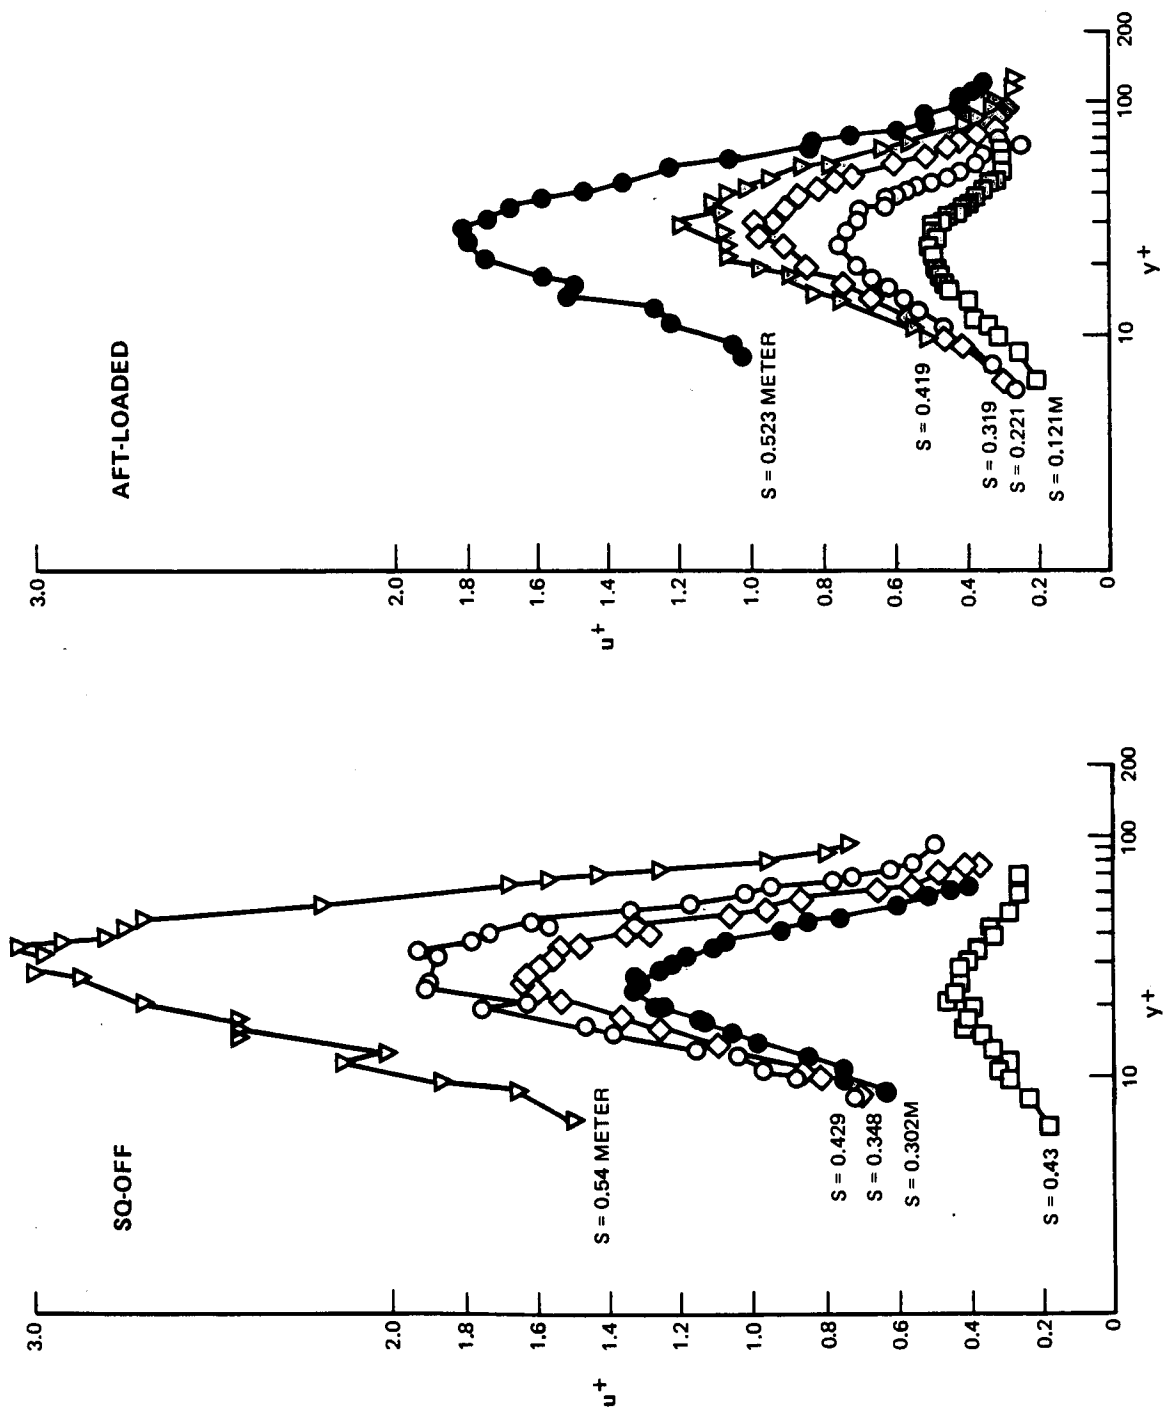 SQ-OFF
u+
3.0
2.0
1.8
1.6
1.4
1.2
1.0
0.8
0.6
0.4
0.2
0
S = 0.54 METER
S = 0.429
S = 0.348
S = 0.302M
S = 0.43
10
100
200
y+
AFT-LOADED
u+
3.0
2.0
1.8
1.6
1.4
1.2
1.0
0.8
0.6
0.4
0.2
0
S = 0.523 METER
S = 0.419
S = 0.319
S = 0.221
S = 0.121M
10
100
200
y+